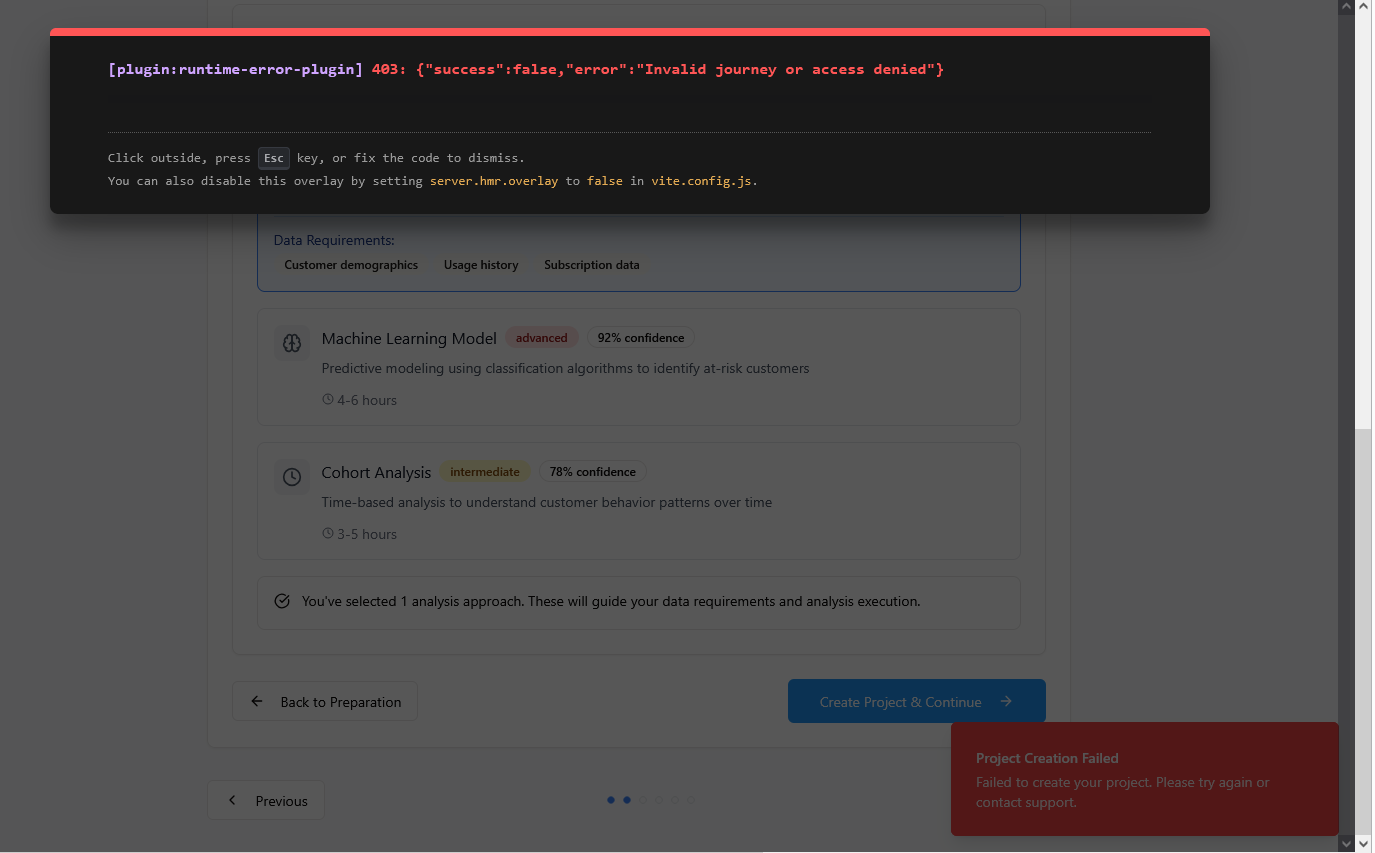 [plugin:runtime-error-plugin] 403: {"success":false,"error":"Invalid journey or access denied"}
Click outside, press Esc key, or fix the code to dismiss.
You can also disable this overlay by setting server.hmr.overlay to false in vite.config.js.
Data Requirements:
Customer demographics Usage history Subscription data
Machine Learning Model advanced 92% confidence
Predictive modeling using classification algorithms to identify at-risk customers
4-6 hours
Cohort Analysis intermediate 78% confidence
Time-based analysis to understand customer behavior patterns over time
3-5 hours
You've selected 1 analysis approach. These will guide your data requirements and analysis execution.
Back to Preparation Create Project & Continue
Project Creation Failed
Failed to create your project. Please try again or
contact support.
Previous